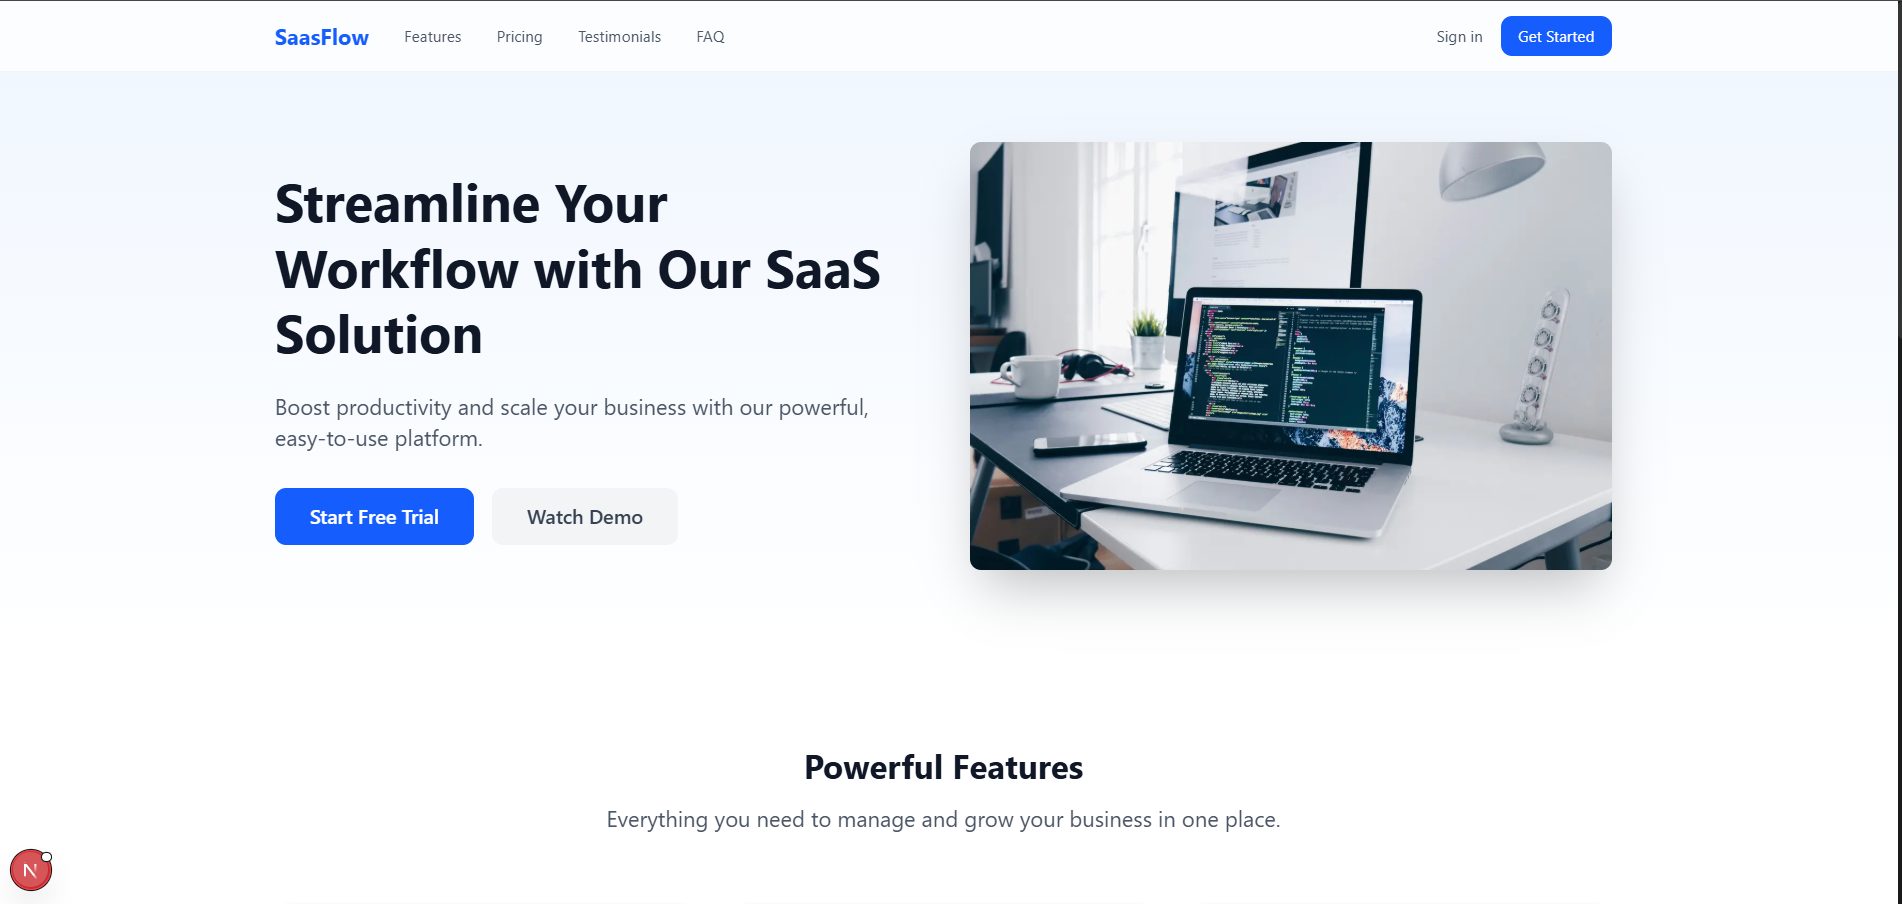 SaasFlow
Features
Pricing
Testimonials
FAQ
Sign in
Get Started
Streamline Your
Workflow with Our SaaS
Solution
Boost productivity and scale your business with our powerful,
easy-to-use platform.
Start Free Trial
Watch Demo
Powerful Features
Everything you need to manage and grow your business in one place.
N